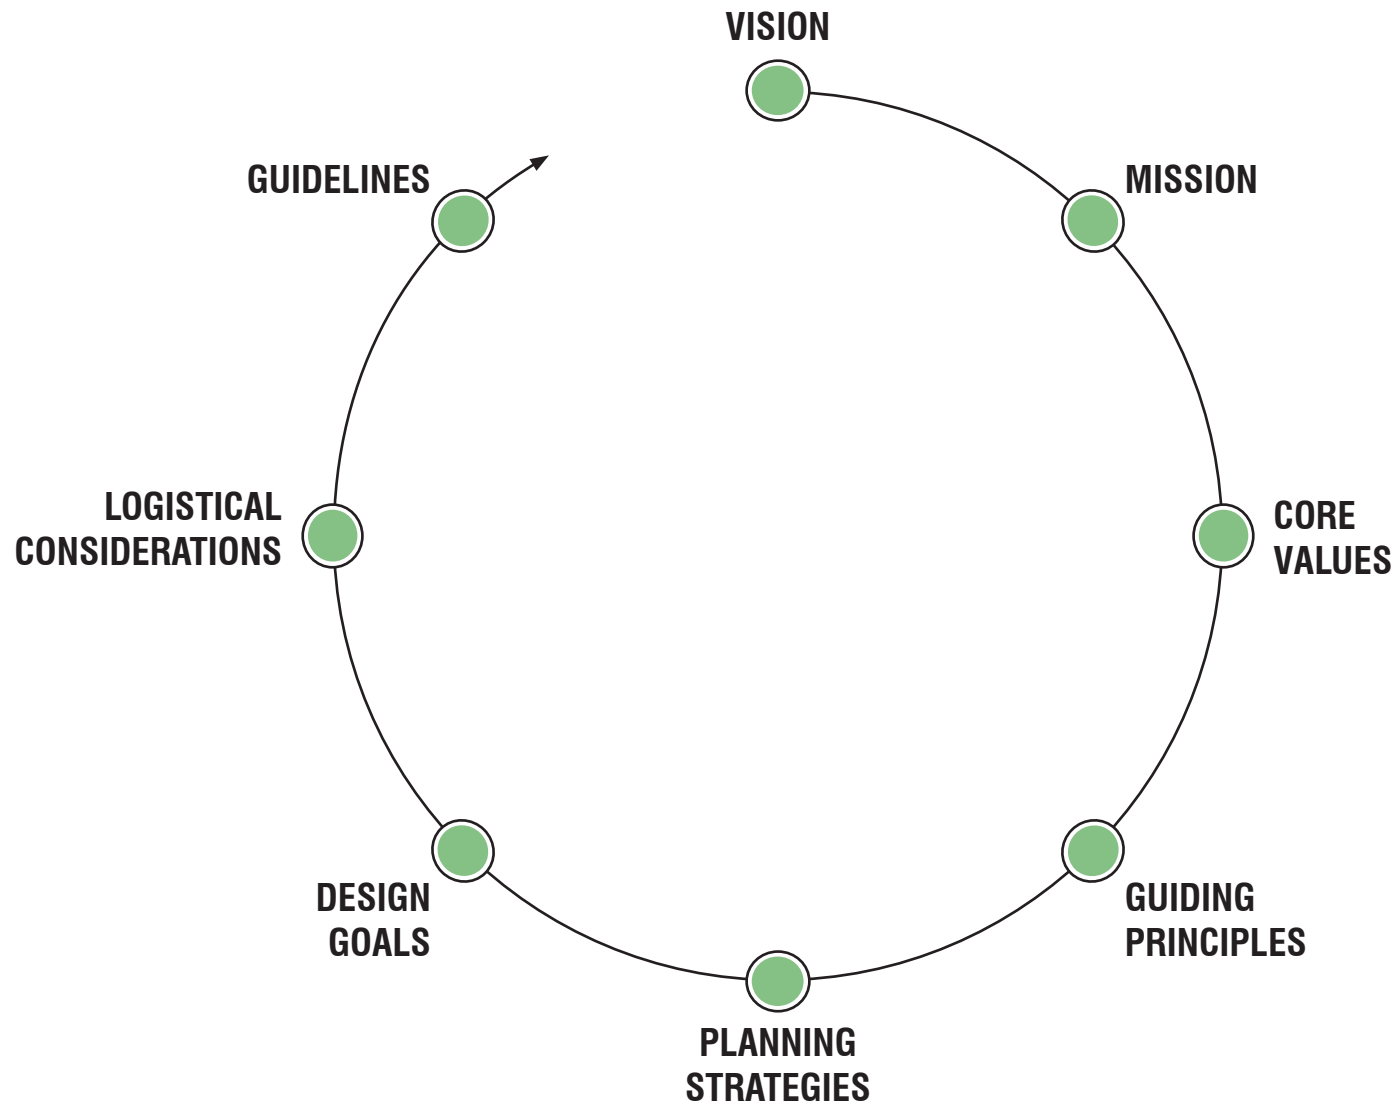 VISION
MISSION
CORE
VALUES
GUIDING
PRINCIPLES
PLANNING
STRATEGIES
DESIGN
GOALS
LOGISTICAL
CONSIDERATIONS
GUIDELINES